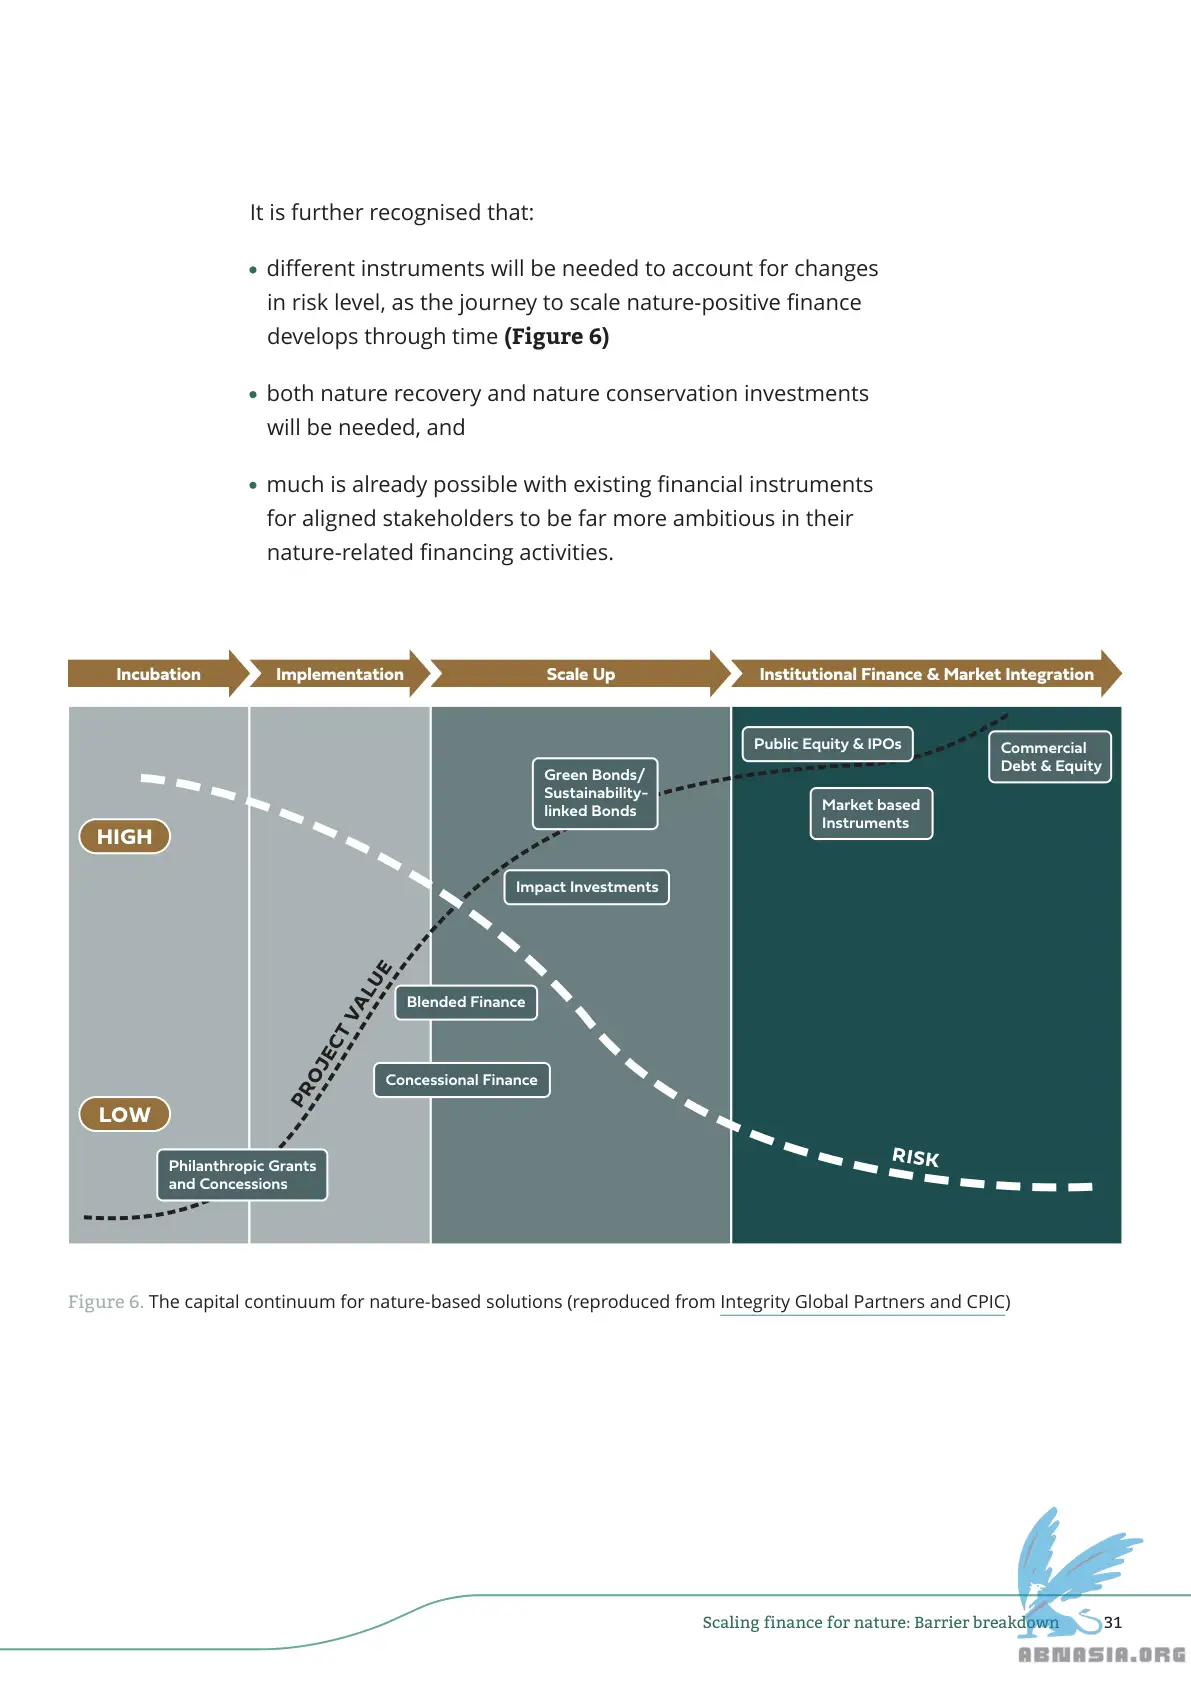 It is further recognised that:
• different instruments will be needed to account for changes
in risk level, as the journey to scale nature-positive finance
develops through time (Figure 6)
• both nature recovery and nature conservation investments
will be needed, and
• much is already possible with existing financial instruments
for aligned stakeholders to be far more ambitious in their
nature-related financing activities.
Incubation
Implementation
Scale Up
Institutional Finance & Market Integration
Public Equity & IPOs
Commercial
Debt & Equity
Green Bonds/
Sustainability-
linked Bonds
Market based
Instruments
HIGH
Impact Investments
PROJECT VALUE
Blended Finance
Concessional Finance
LOW
Philanthropic Grants
and Concessions
RISK
Figure 6. The capital continuum for nature-based solutions (reproduced from Integrity Global Partners and CPIC)
Scaling finance for nature: Barrier breakdown
31
ABNASIA.ORG